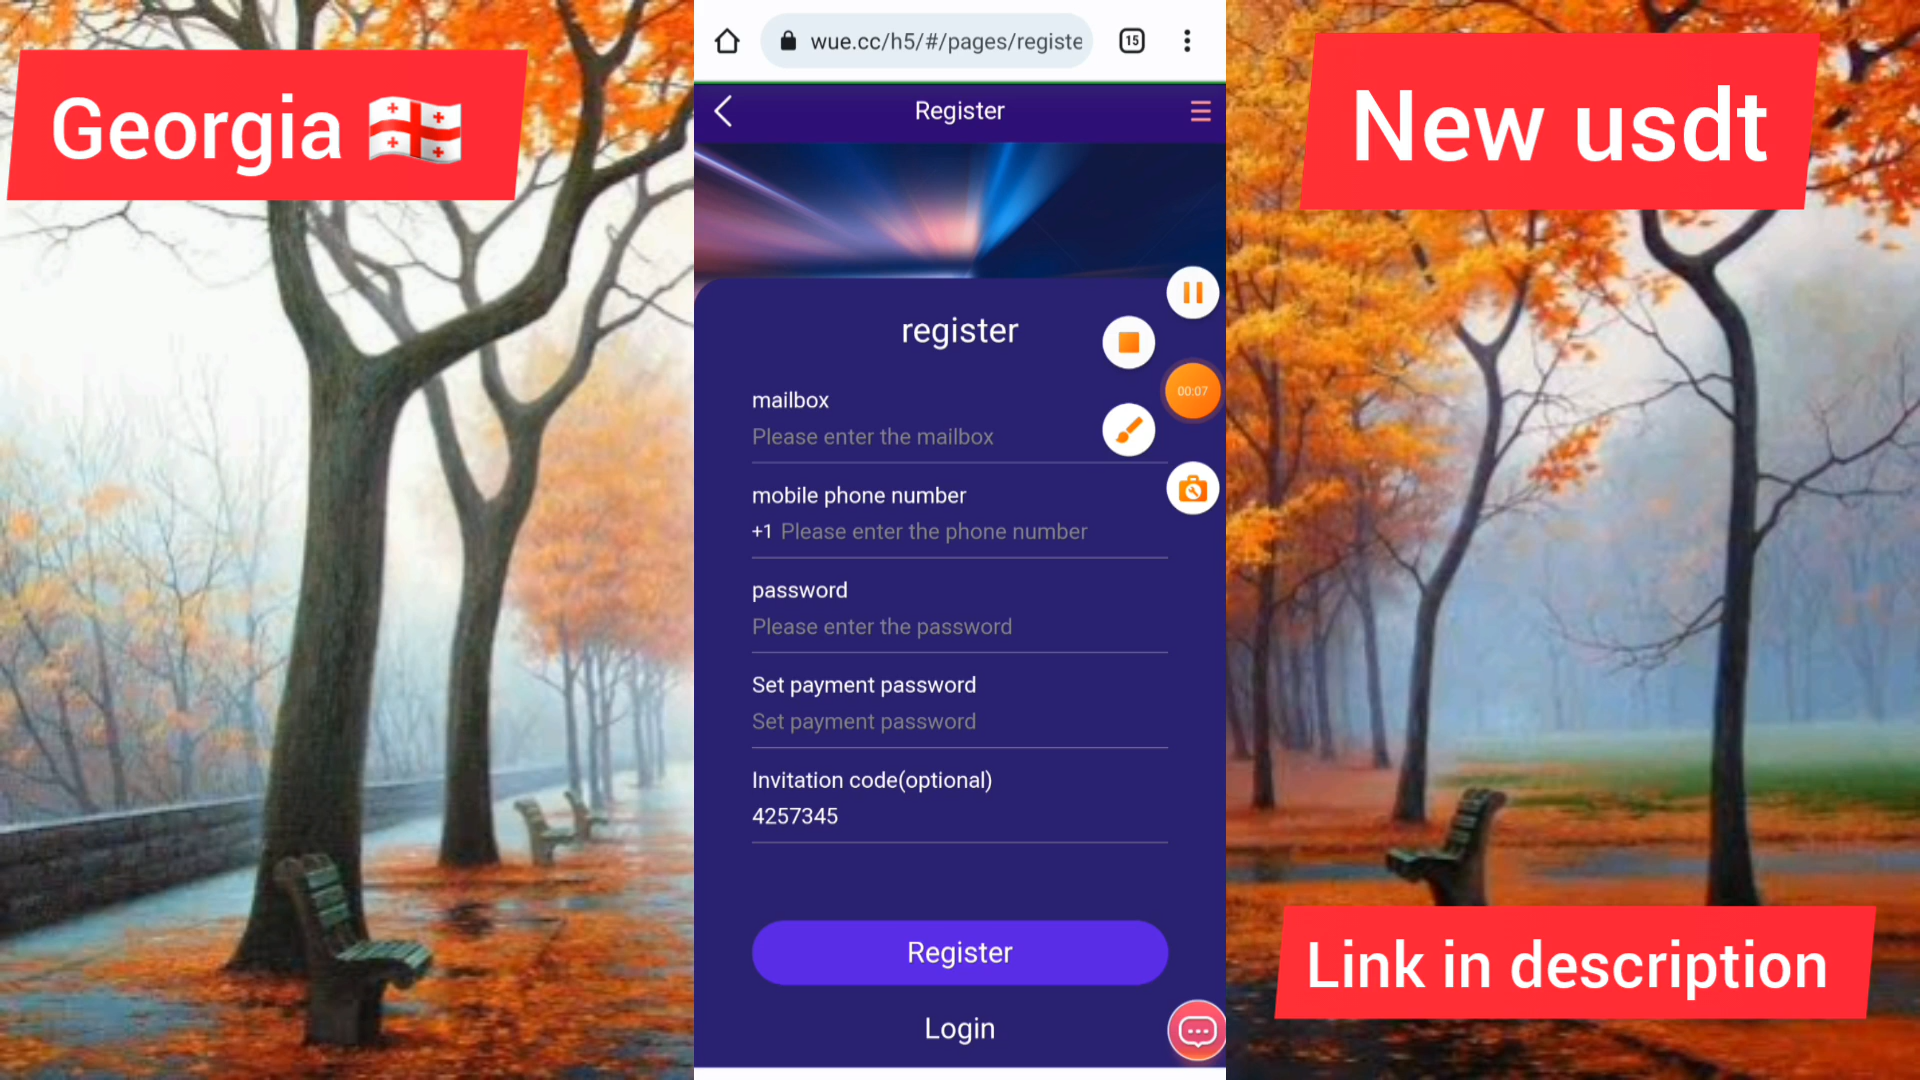 Georgia 🇬🇪
New usdt
wue.cc/h5/#/pages/registe
15
Register
register
mailbox
Please enter the mailbox
00:07
mobile phone number
+1 Please enter the phone number
password
Please enter the password
Set payment password
Set payment password
Invitation code(optional)
4257345
Register
Login
Link in description